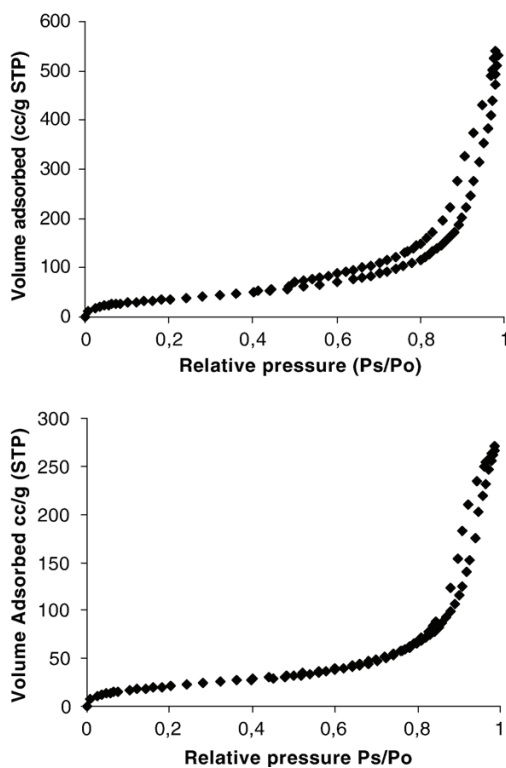 600
500
400
300
200
100
0
Volume adsorbed (cc/g STP)
0 0,2 0,4 0,6 0,8 1
Relative pressure (Ps/Po)
300
250
200
150
100
50
0
Volume Adsorbed cc/g (STP)
0 0,2 0,4 0,6 0,8 1
Relative pressure Ps/Po